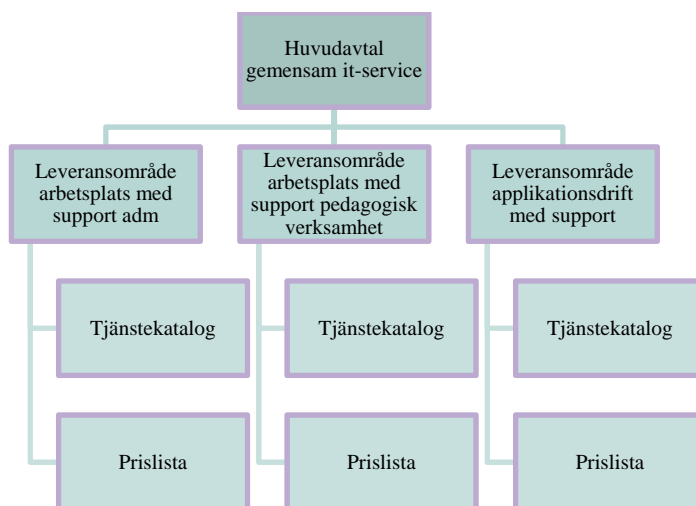 Huvudavtal
gemensam it-service
Leveransområde
arbetsplats med
support adm
Leveransområde
arbetsplats med
support pedagogisk
verksamhet
Leveransområde
applikationsdrift
med support
Tjänstekatalog
Tjänstekatalog
Tjänstekatalog
Prislista
Prislista
Prislista